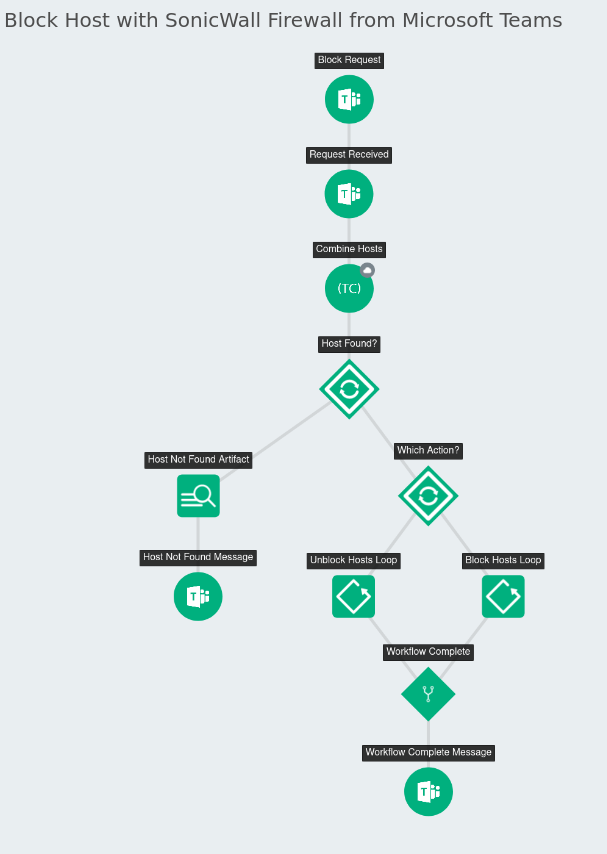 Block Host with SonicWall Firewall from Microsoft Teams
Block Request
T
Request Received
T
Combine Hosts
(TC)
Host Found?
Which Action?
Host Not Found Artifact
Host Not Found Message
T
Unblock Hosts Loop
Block Hosts Loop
Workflow Complete
Workflow Complete Message
T